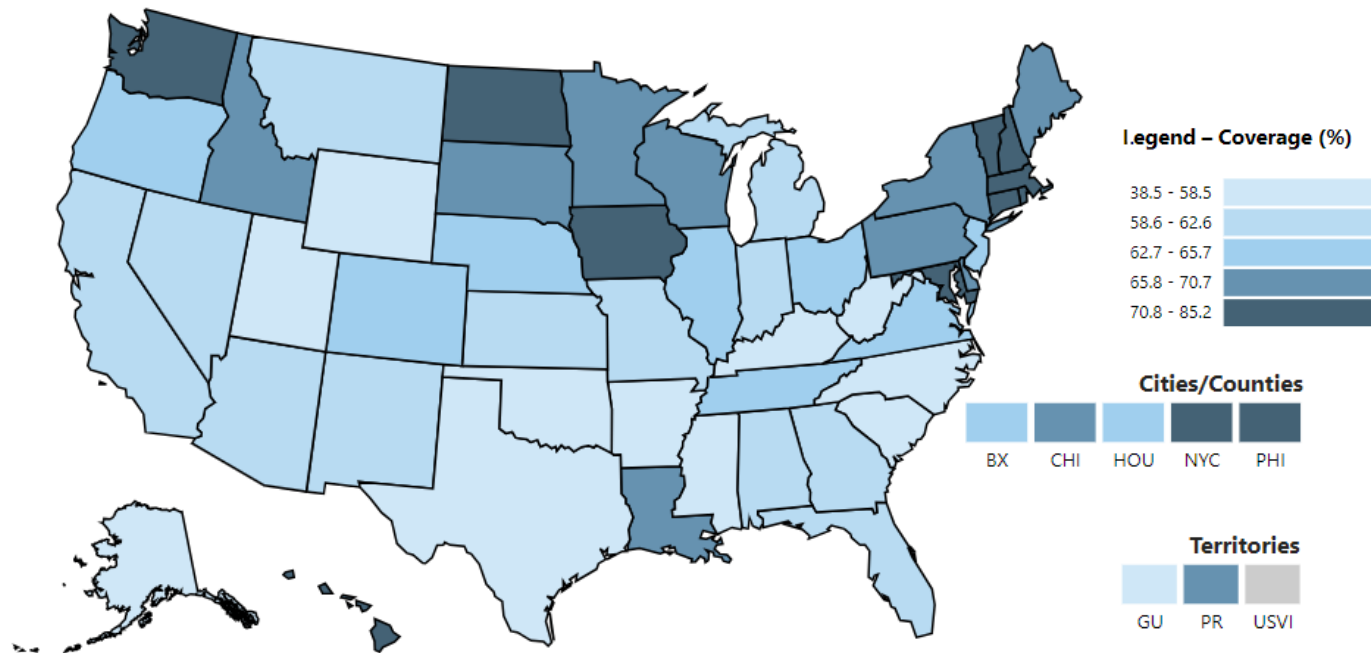 Legend – Coverage (%)
38.5 - 58.5
58.6 - 62.6
62.7 - 65.7
65.8 - 70.7
70.8 - 85.2
Cities/Counties
BX CHI HOU NYC PHI
Territories
GU PR USVI